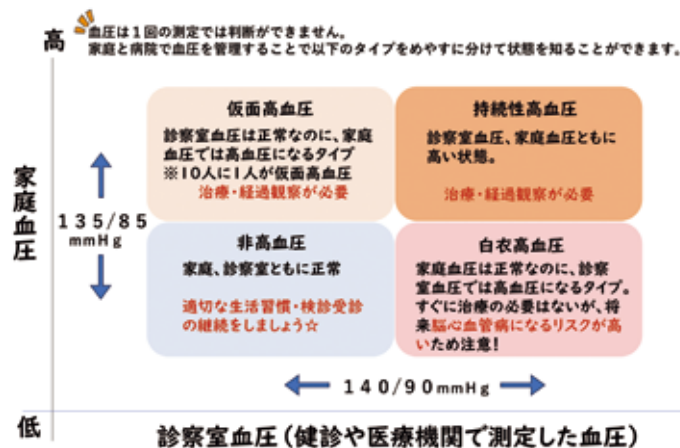 高
血圧は1回の測定では判断ができません。
家庭と病院で血圧を管理することで以下のタイプをめやすに分けて状態を知ることができます。
仮面高血圧
診察室血圧は正常なのに、家庭
血圧では高血圧になるタイプ
※10人に1人が仮面高血圧
治療・経過観察が必要
持続性高血圧
診察室血圧、家庭血圧ともに
高い状態。
治療・経過観察が必要
家庭血圧
135/85
mmHg
非高血圧
家庭、診察室ともに正常
適切な生活習慣・検診受診
の継続をしましょう☆
白衣高血圧
家庭血圧は正常なのに、診察
室血圧では高血圧になるタイプ。
すぐに治療の必要はないが、将
来脳心血管病になるリスクが高
いため注意!
140/90mmHg
低
診察室血圧(健診や医療機関で測定した血圧)